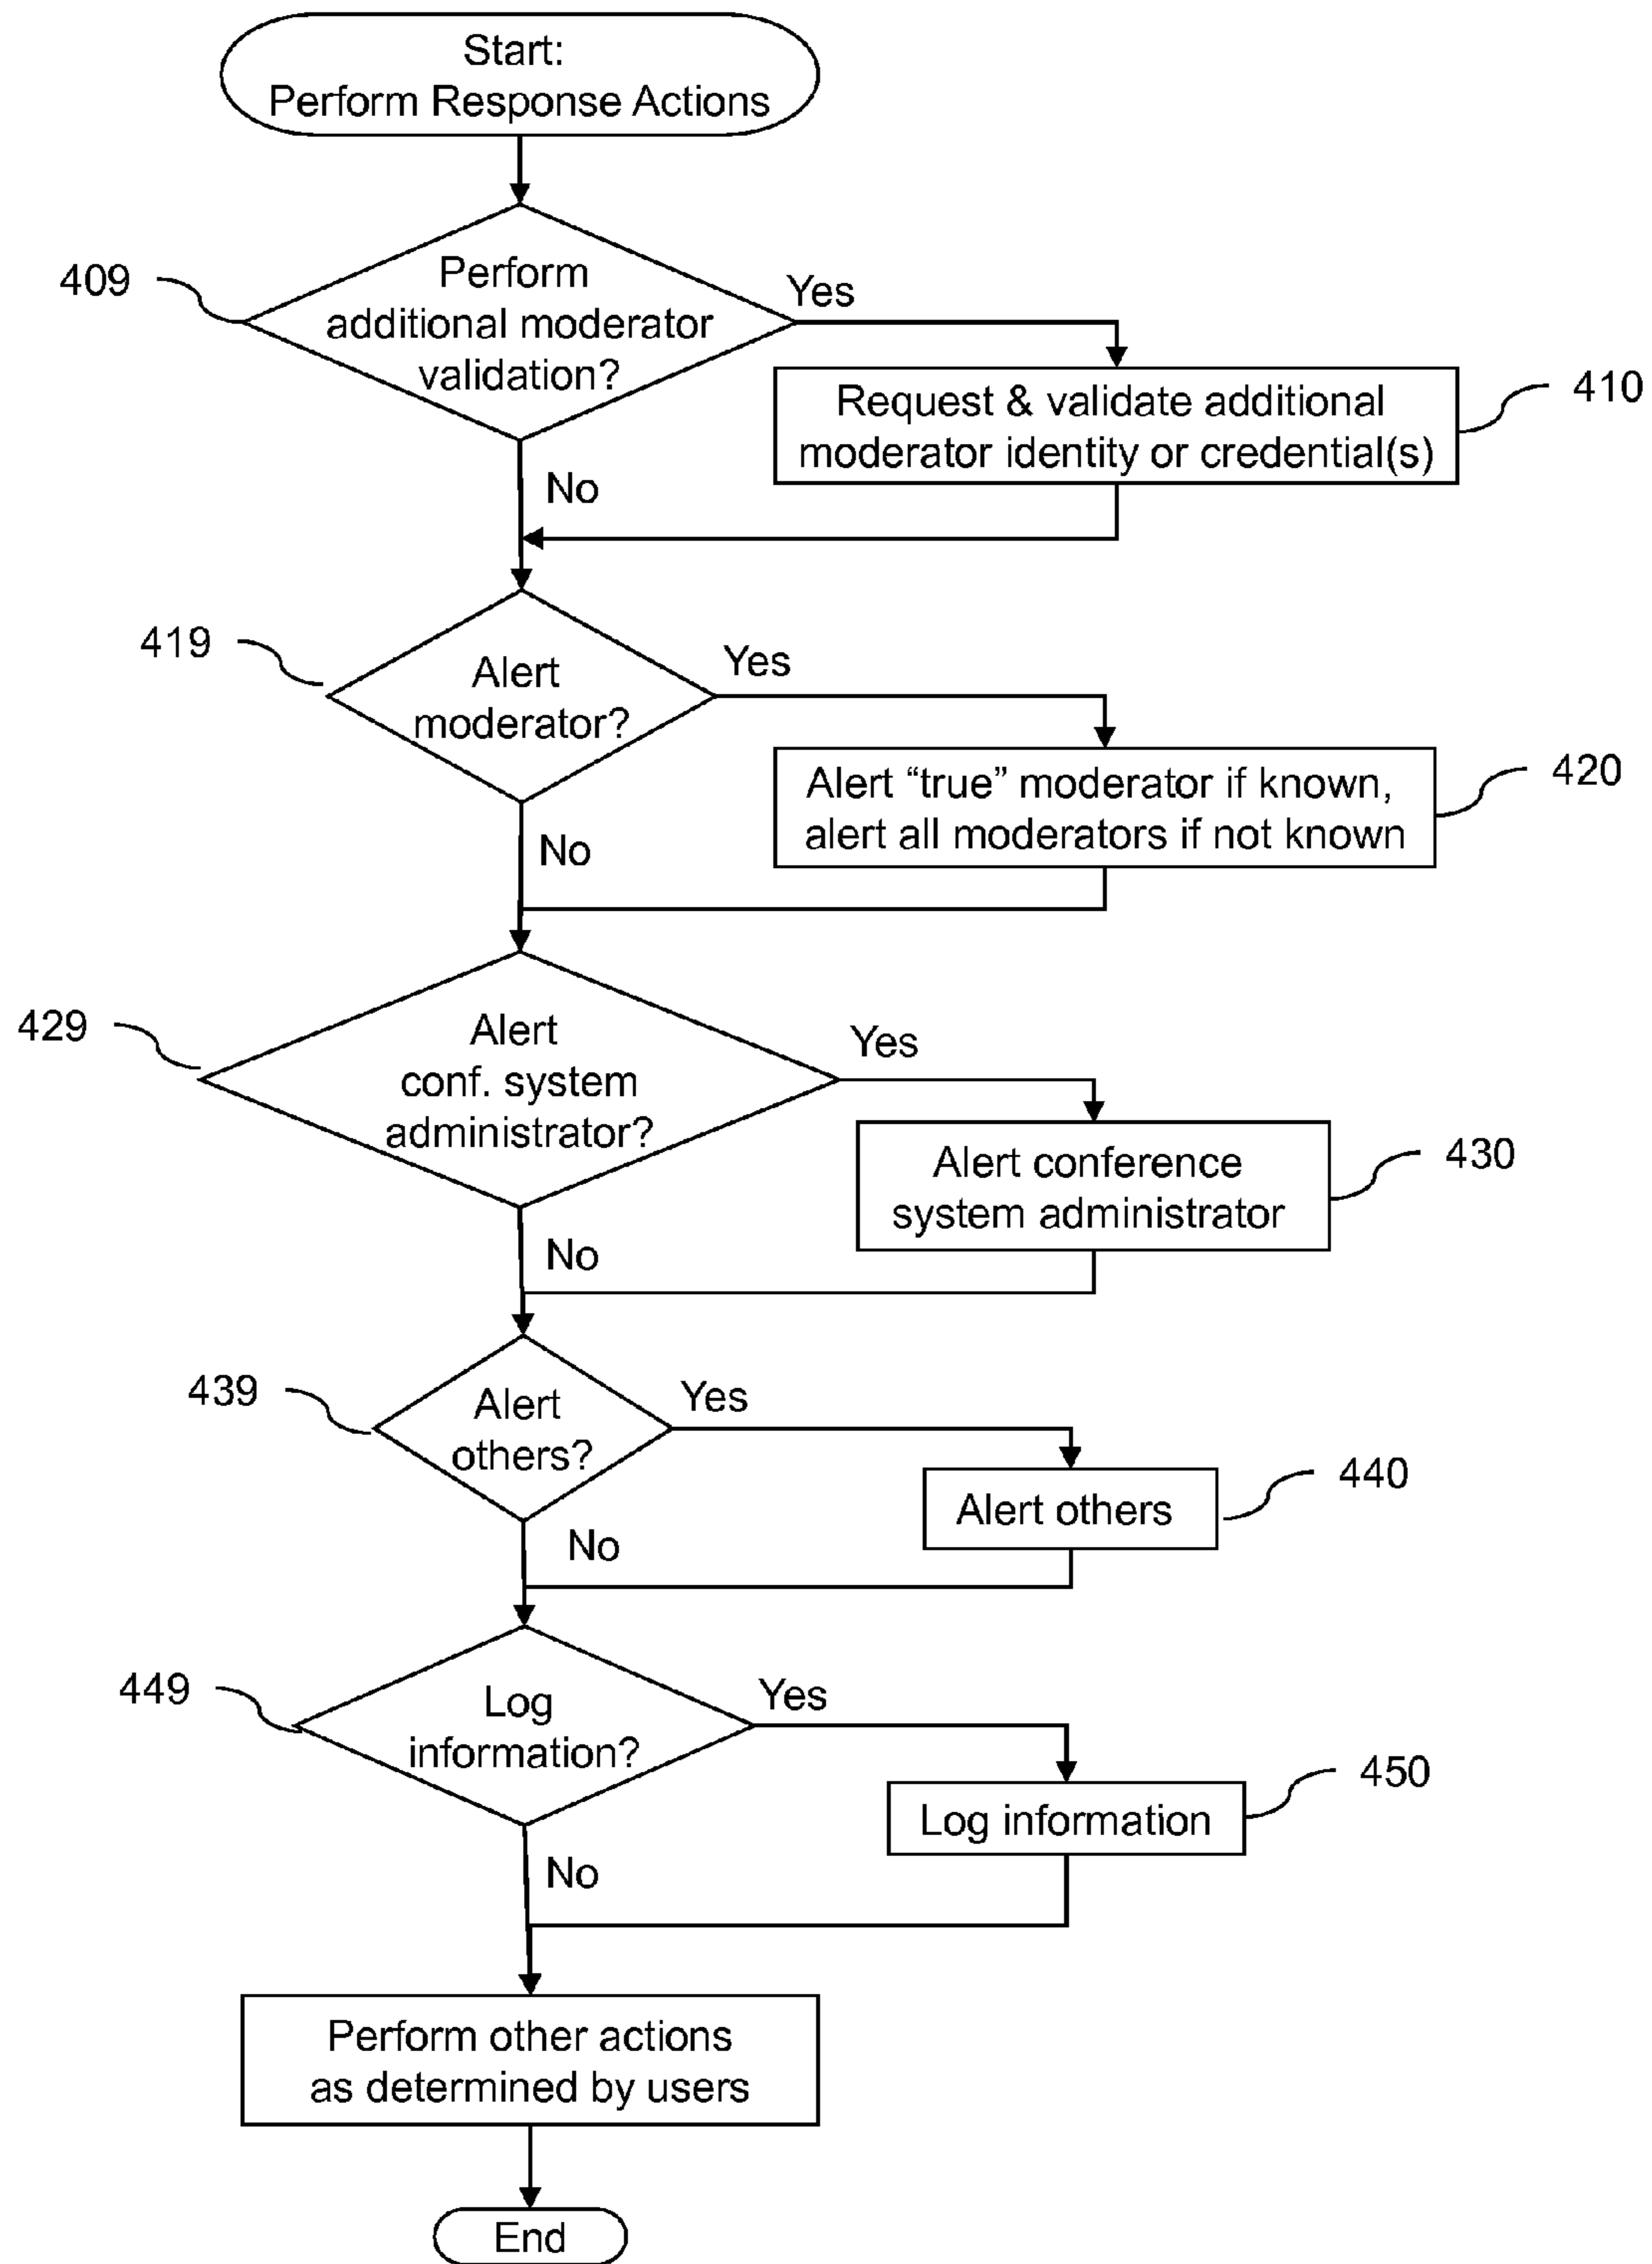 Start:
Perform Response Actions
409
Perform
additional moderator
validation?
Yes
Request & validate additional
moderator identity or credential(s)
410
No
419
Alert
moderator?
Yes
Alert “true” moderator if known,
alert all moderators if not known
420
No
429
Alert
conf. system
administrator?
Yes
Alert conference
system administrator
430
No
439
Alert
others?
Yes
Alert others
440
No
449
Log
information?
Yes
Log information
450
No
Perform other actions
as determined by users
End